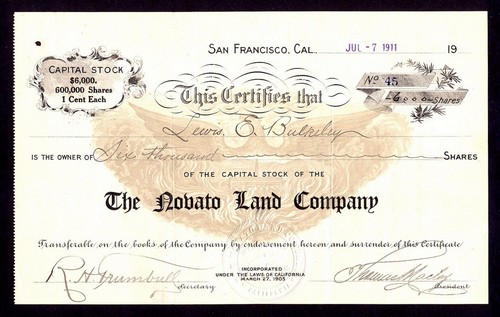 SAN FRANCISCO, CAL. JUL -7 1911 19
CAPITAL STOCK
$6,000.
600,000 Shares
1 Cent Each
No 45
-6000- Shares
This Certifies that
Lewis E. Bulkeley
IS THE OWNER OF Six thousand SHARES
OF THE CAPITAL STOCK OF THE
The Novato Land Company
Transferable on the books of the Company by endorsement hereon and surrender of this Certificate
R. H. Trumbull
Secretary
INCORPORATED
UNDER THE LAWS OF CALIFORNIA
MARCH 27, 1905
Thomas
President